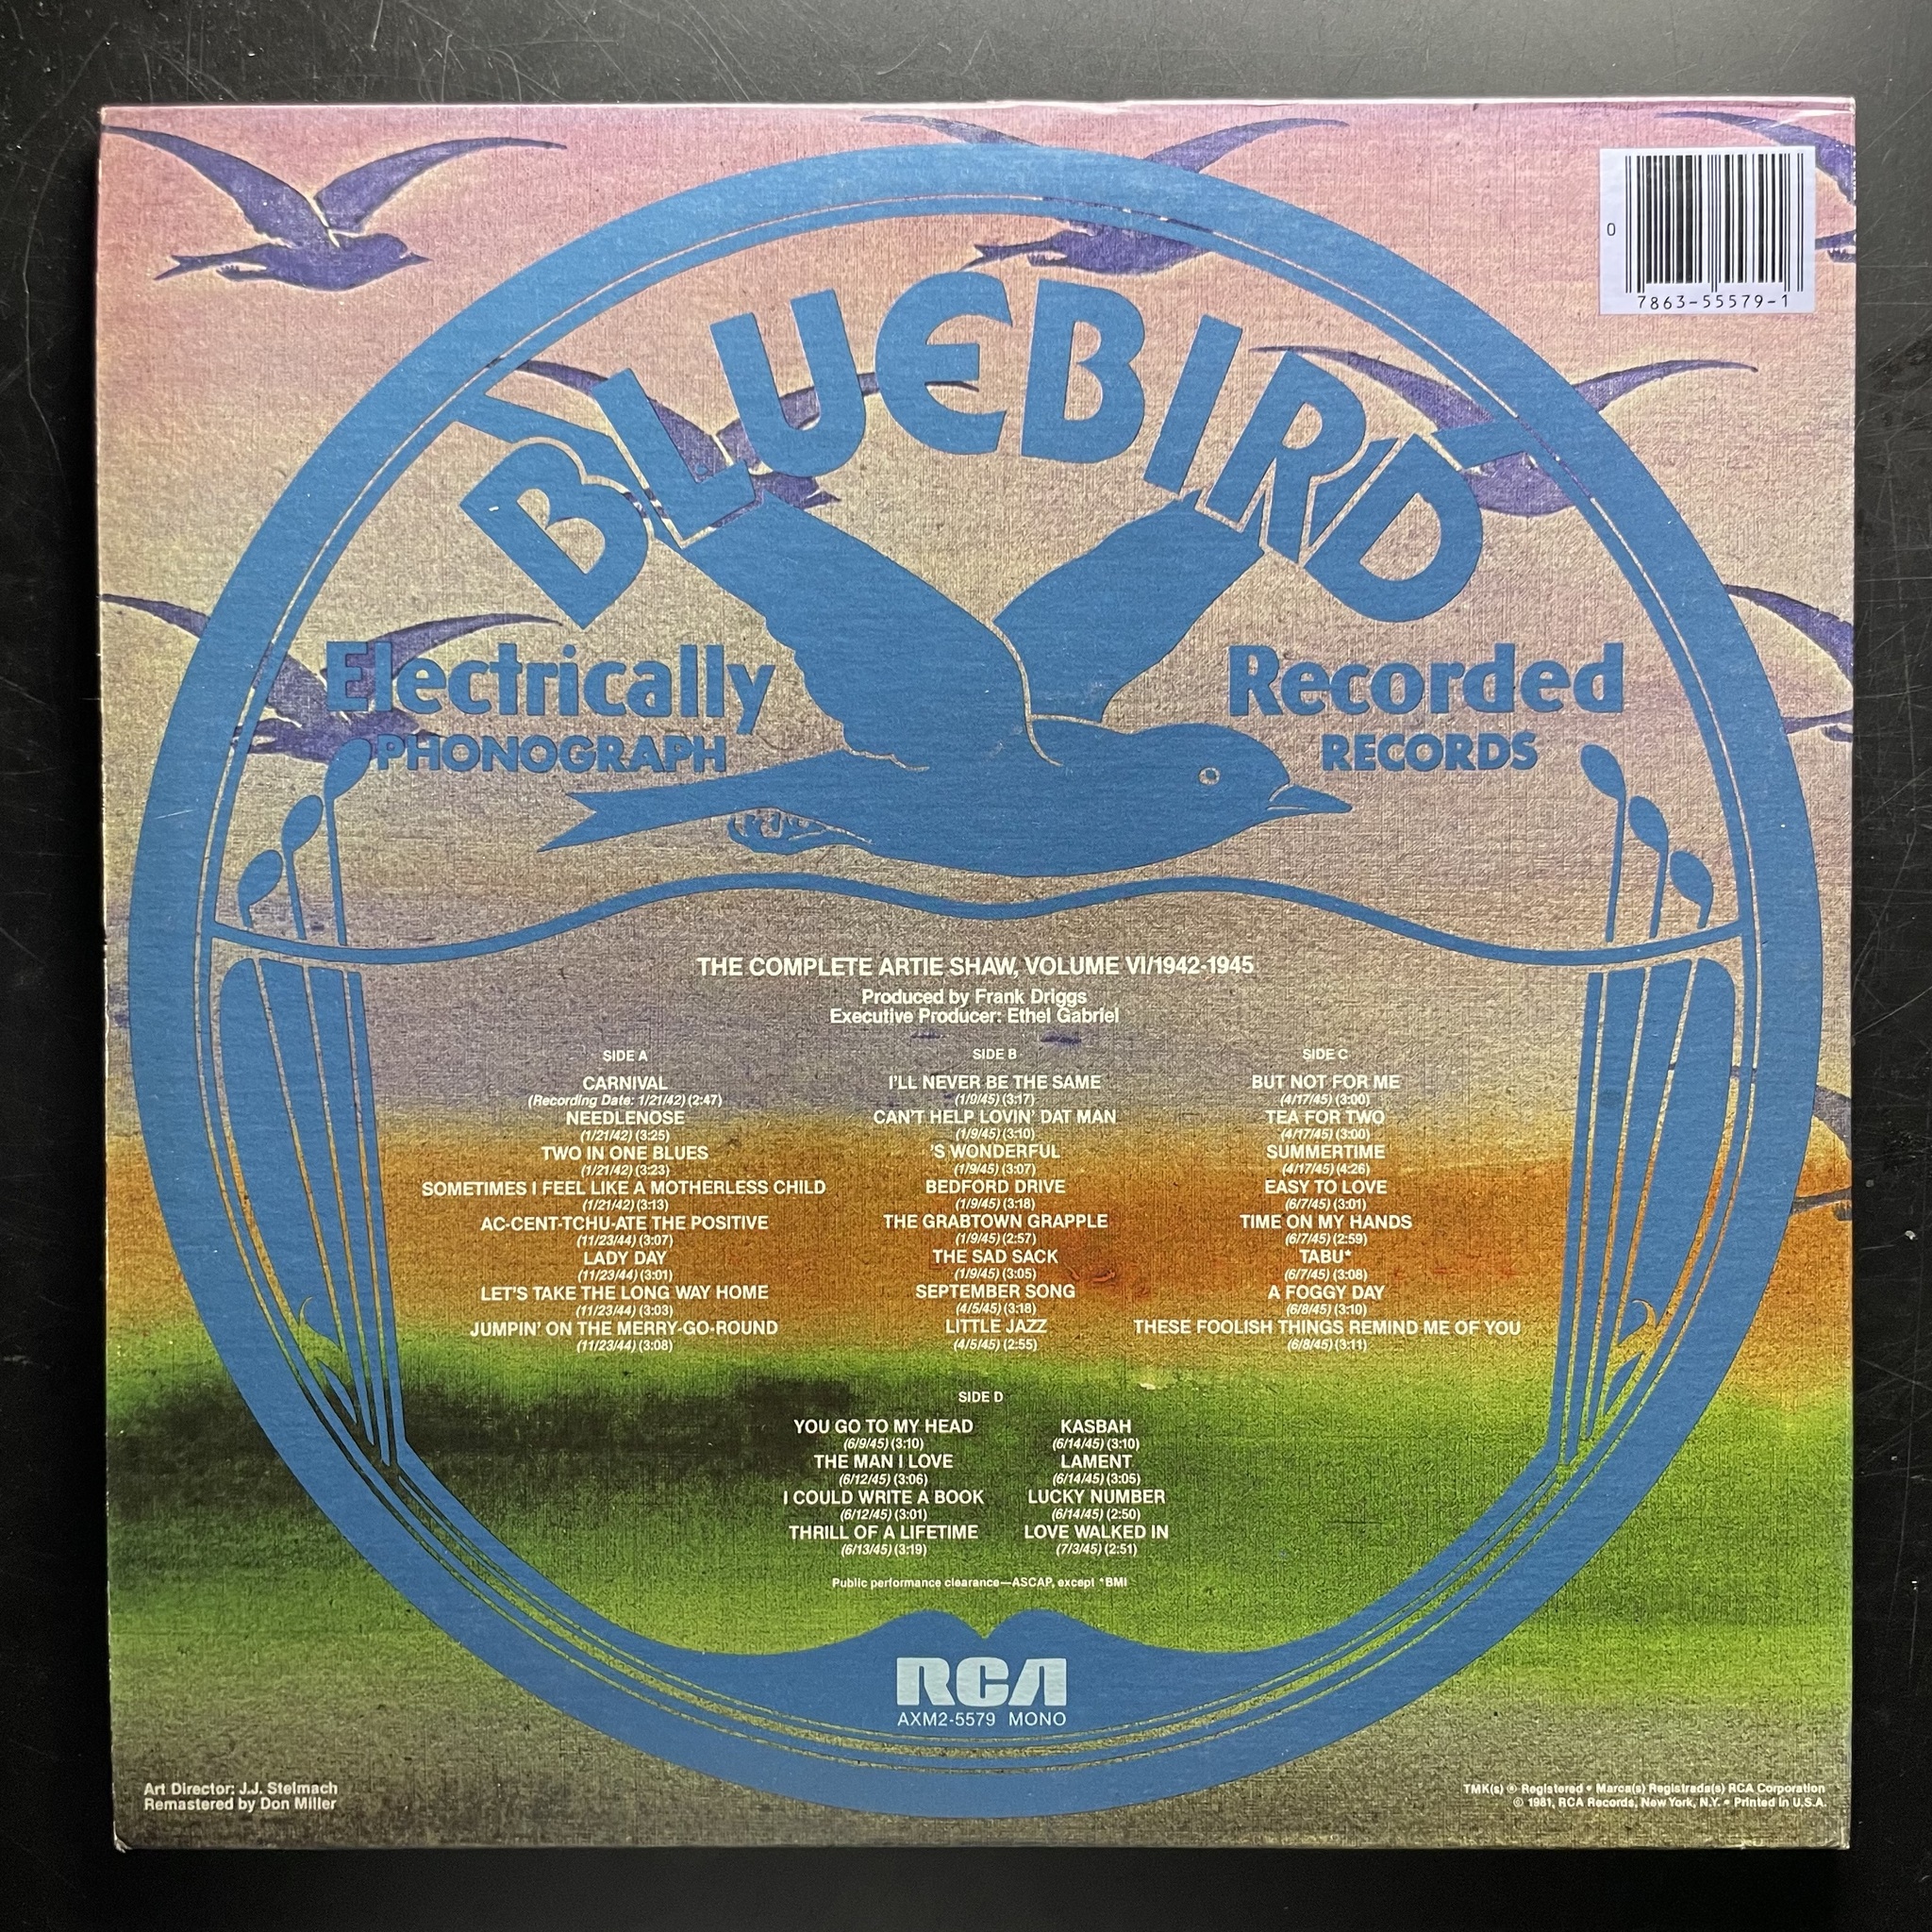 0
7863-55579-1
BLUEBIRD
Electrically Recorded
PHONOGRAPH RECORDS
THE COMPLETE ARTIE SHAW, VOLUME VI/1942-1945
Produced by Frank Driggs
Executive Producer: Ethel Gabriel
SIDE A
CARNIVAL
(Recording Date: 1/21/42) (2:47)
NEEDLENOSE
(1/21/42) (3:25)
TWO IN ONE BLUES
(1/21/42) (3:23)
SOMETIMES I FEEL LIKE A MOTHERLESS CHILD
(1/21/42) (3:13)
AC-CENT-TCHU-ATE THE POSITIVE
(11/23/44) (3:07)
LADY DAY
(11/23/44) (3:01)
LET'S TAKE THE LONG WAY HOME
(11/23/44) (3:03)
JUMPIN' ON THE MERRY-GO-ROUND
(11/23/44) (3:08)
SIDE B
I'LL NEVER BE THE SAME
(1/9/45) (3:17)
CAN'T HELP LOVIN' DAT MAN
(1/9/45) (3:10)
'S WONDERFUL
(1/9/45) (3:07)
BEDFORD DRIVE
(1/9/45) (3:18)
THE GRABTOWN GRAPPLE
(1/9/45) (2:57)
THE SAD SACK
(1/9/45) (3:05)
SEPTEMBER SONG
(4/5/45) (3:18)
LITTLE JAZZ
(4/5/45) (2:55)
SIDE C
BUT NOT FOR ME
(4/17/45) (3:00)
TEA FOR TWO
(4/17/45) (3:00)
SUMMERTIME
(4/17/45) (4:26)
EASY TO LOVE
(6/7/45) (3:01)
TIME ON MY HANDS
(6/7/45) (2:59)
TABU*
(6/7/45) (3:08)
A FOGGY DAY
(6/8/45) (3:10)
THESE FOOLISH THINGS REMIND ME OF YOU
(6/8/45) (3:11)
SIDE D
YOU GO TO MY HEAD
(6/9/45) (3:10)
THE MAN I LOVE
(6/12/45) (3:06)
I COULD WRITE A BOOK
(6/12/45) (3:01)
THRILL OF A LIFETIME
(6/13/45) (3:19)
KASBAH
(6/14/45) (3:10)
LAMENT
(6/14/45) (3:05)
LUCKY NUMBER
(6/14/45) (2:50)
LOVE WALKED IN
(7/3/45) (2:51)
Public performance clearance—ASCAP, except *BMI
RCA
AXM2-5579 MONO
Art Director: J.J. Stelmach
Remastered by Don Miller
TMK(s) ® Registered • Marca(s) Registrada(s) RCA Corporation
© 1981, RCA Records, New York, N.Y. • Printed in U.S.A.